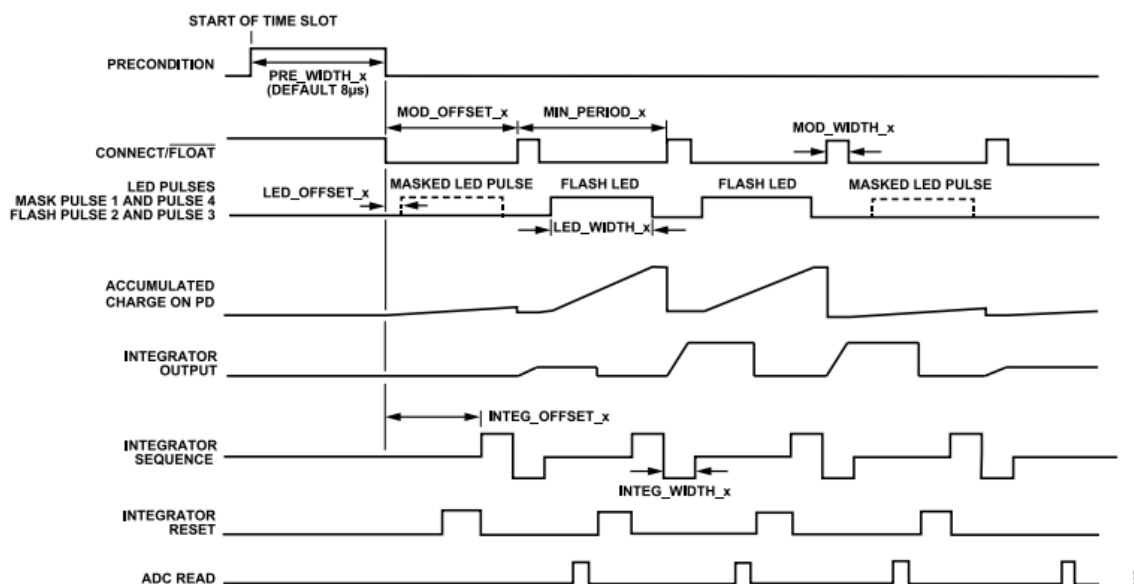 START OF TIME SLOT
PRECONDITION
PRE_WIDTH_x
(DEFAULT 8µs)
MOD_OFFSET_x
MIN_PERIOD_x
MOD_WIDTH_x
CONNECT/FLOAT
LED PULSES
MASK PULSE 1 AND PULSE 4
FLASH PULSE 2 AND PULSE 3
LED_OFFSET_x
MASKED LED PULSE
FLASH LED
FLASH LED
MASKED LED PULSE
LED_WIDTH_x
ACCUMULATED
CHARGE ON PD
INTEGRATOR
OUTPUT
INTEG_OFFSET_x
INTEGRATOR
SEQUENCE
INTEG_WIDTH_x
INTEGRATOR
RESET
ADC READ